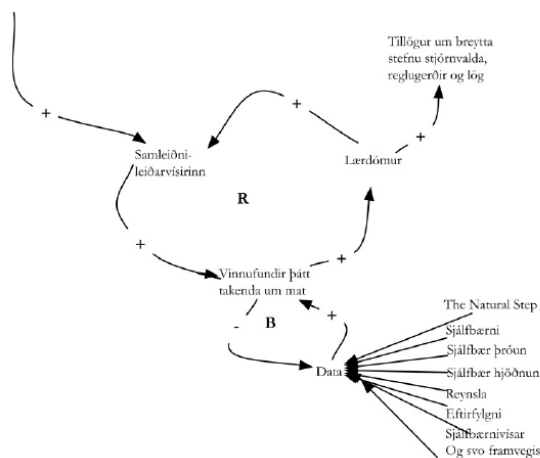 Tillögur um breytta
stefnu stjórnvalda,
reglugerðir og lög
+
+
+
Samleiðni-
leiðarvísirinn
Lærdómur
R
+
+
Vinnufundir þátt
takenda um mat
-
B
+
The Natural Step
Sjálfbærni
Sjálfbær þróun
Data
Sjálfbær hjöðnun
Reynsla
Eftirfylgni
Sjálfbærnivísar
Og svo framvegis